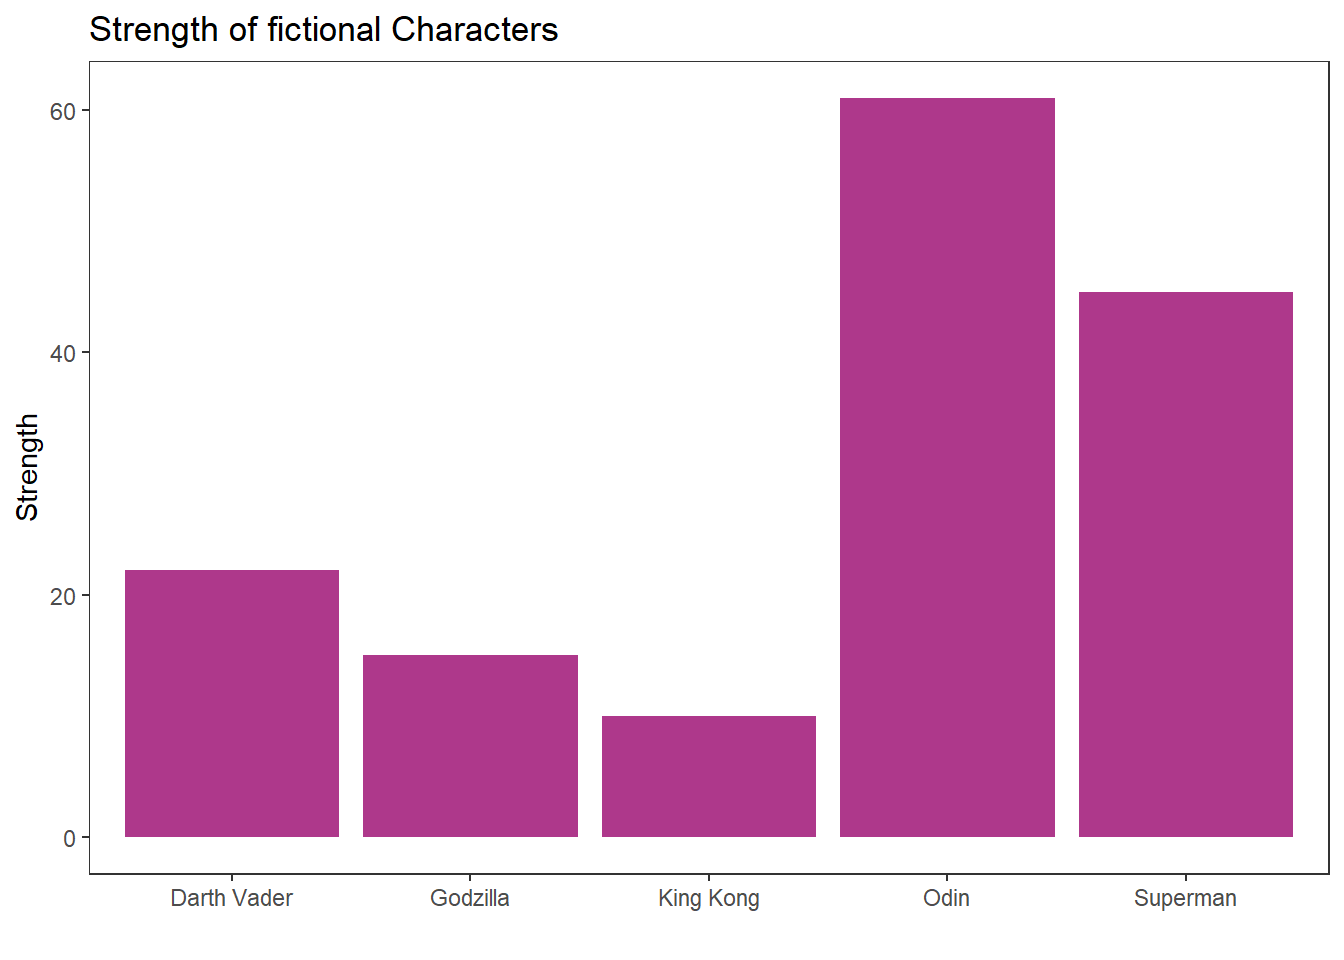 Strength of fictional Characters
60
40
20
0
Strength
Darth Vader
Godzilla
King Kong
Odin
Superman